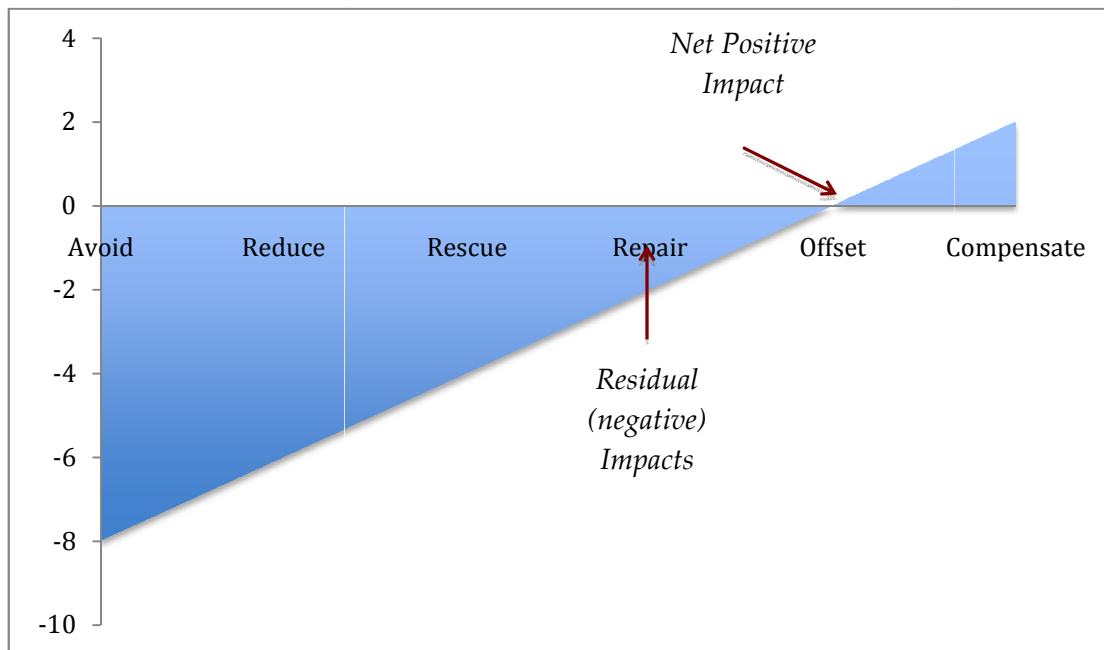 4
Net Positive
Impact
2
0
Avoid Reduce Rescue Repair Offset Compensate
-2
-4
Residual
(negative)
Impacts
-6
-8
-10